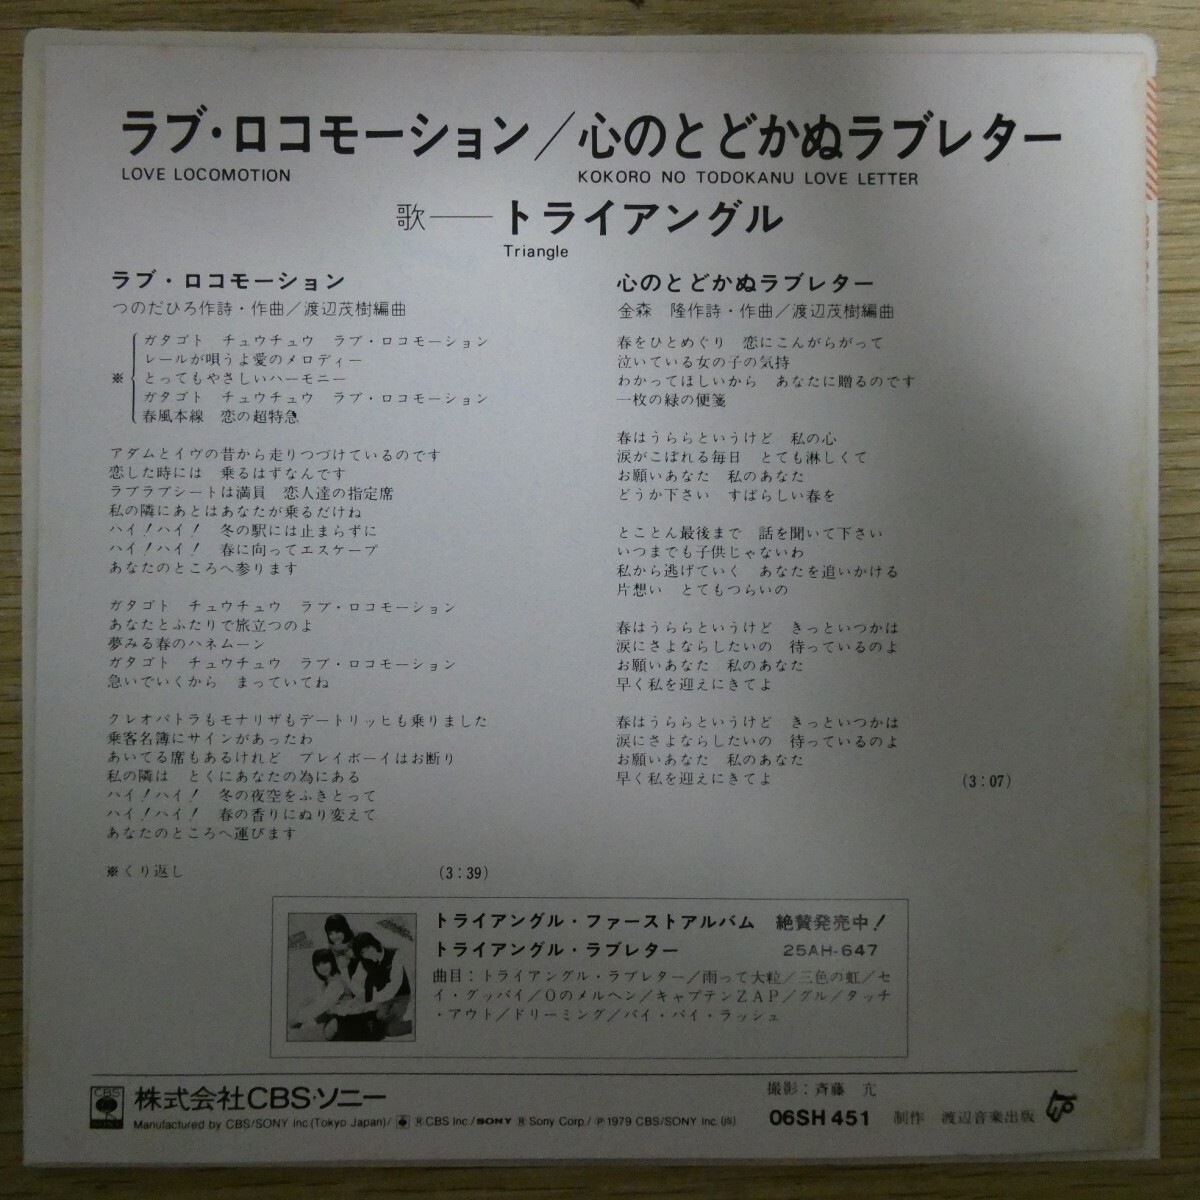 ラブ・ロコモーション／心のとどかぬラブレター
LOVE LOCOMOTION
KOKORO NO TODOKANU LOVE LETTER
歌──トライアングル
Triangle
ラブ・ロコモーション
つのだひろ作詩・作曲／渡辺茂樹編曲
ガタゴト　チュウチュウ　ラブ・ロコモーション
レールが唄うよ愛のメロディー
※ とってもやさしいハーモニー
ガタゴト　チュウチュウ　ラブ・ロコモーション
春風本線　恋の超特急
アダムとイヴの昔から走りつづけているのです
恋した時には　乗るはずなんです
ラブラブシートは満員　恋人達の指定席
私の隣にあとはあなたが乗るだけね
ハイ！ハイ！　冬の駅には止まらずに
ハイ！ハイ！　春に向ってエスケープ
あなたのところへ参ります
ガタゴト　チュウチュウ　ラブ・ロコモーション
あなたとふたりで旅立つのよ
夢みる春のハネムーン
ガタゴト　チュウチュウ　ラブ・ロコモーション
急いでいくから　まっていてね
クレオパトラもモナリザもデートリッヒも乗りました
乗客名簿にサインがあったわ
あいてる席もあるけれど　プレイボーイはお断り
私の隣は　とくにあなたの為にある
ハイ！ハイ！　冬の夜空をふきとって
ハイ！ハイ！　春の香りにぬり変えて
あなたのところへ運びます
※くり返し
(3：39)
心のとどかぬラブレター
金森　隆作詩・作曲／渡辺茂樹編曲
春をひとめぐり　恋にこんがらがって
泣いている女の子の気持
わかってほしいから　あなたに贈るのです
一枚の緑の便箋
春はうららというけど　私の心
涙がこぼれる毎日　とても淋しくて
お願いあなた　私のあなた
どうか下さい　すばらしい春を
とことん最後まで　話を聞いて下さい
いつまでも子供じゃないわ
私から逃げていく　あなたを追いかける
片想い　とてもつらいの
春はうららというけど　きっといつかは
涙にさよならしたいの　待っているのよ
お願いあなた　私のあなた
早く私を迎えにきてよ
春はうららというけど　きっといつかは
涙にさよならしたいの　待っているのよ
お願いあなた　私のあなた
早く私を迎えにきてよ
(3：07)
トライアングル・ファーストアルバム　絶賛発売中！
トライアングル・ラブレター　25AH-647
曲目：トライアングル・ラブレター／雨って大粒／三色の虹／セ
イ・グッバイ／０のメルヘン／キャプテンＺＡＰ／グル／タッチ
・アウト／ドリーミング／バイ・バイ・ラッシュ
CBS
株式会社CBS・ソニー
Manufactured by CBS/SONY Inc. (Tokyo Japan)/ ® CBS Inc./SONY ® Sony Corp./ ℗ 1979 CBS/SONY Inc. (JS)
撮影：斉藤　亢
06SH 451　制作　渡辺音楽出版